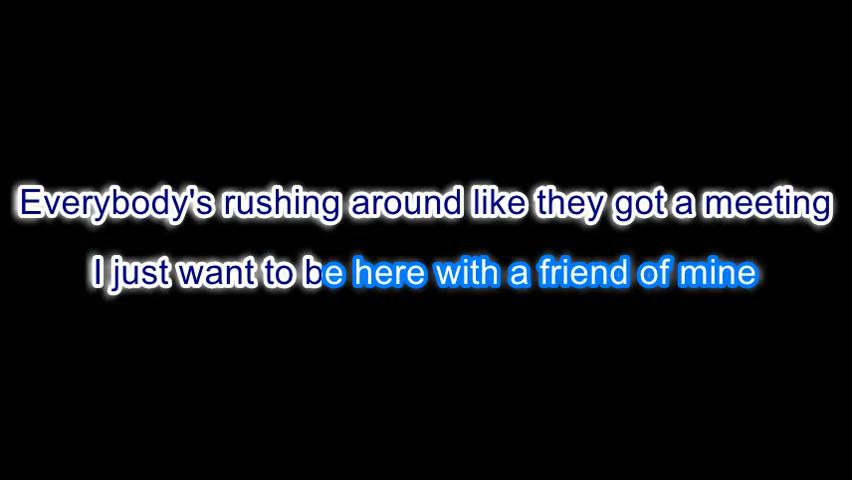 Everybody's rushing around like they got a meeting
I just want to be here with a friend of mine